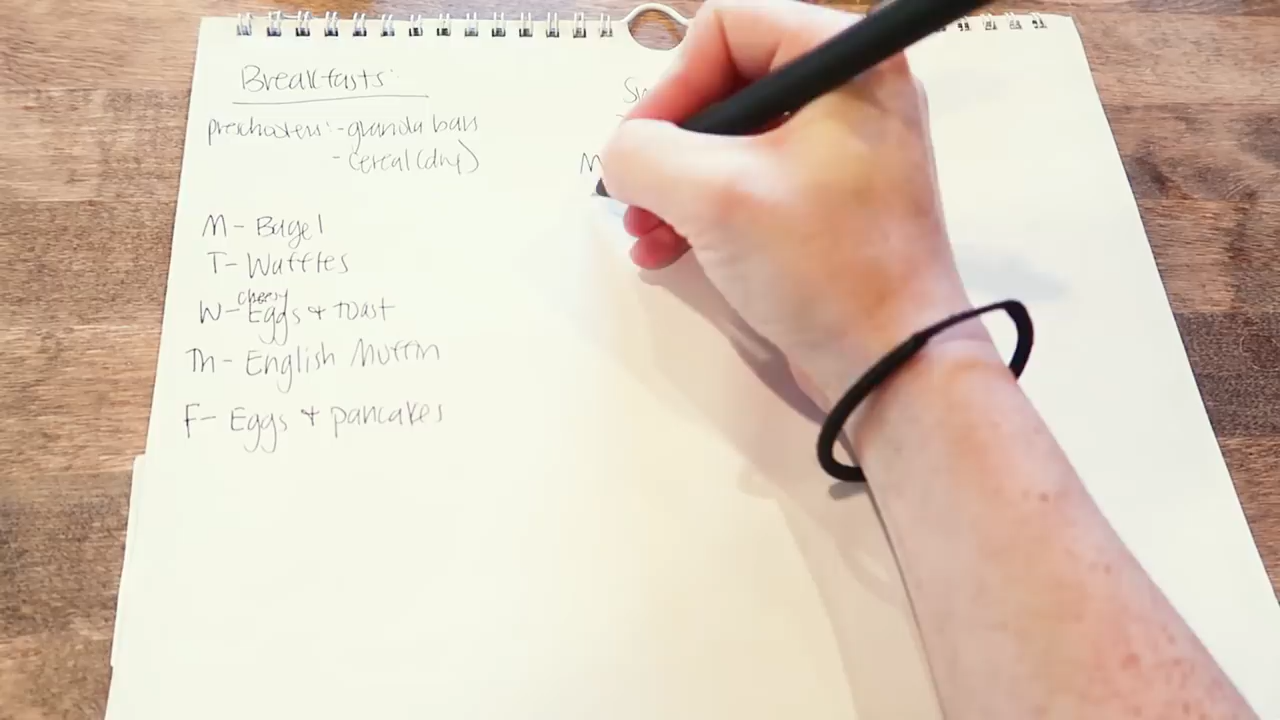 Breakfasts:
preschoolers: - granola bars
- cereal (dry)
M - Bagel
T - Waffles
cheesy
W - Eggs & toast
Th - English Muffin
F - Eggs & pancakes
M